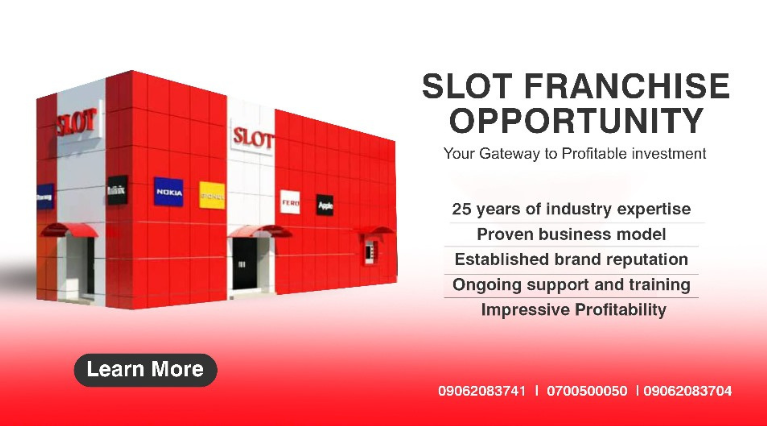 SLOT FRANCHISE
OPPORTUNITY
Your Gateway to Profitable investment
25 years of industry expertise
Proven business model
Established brand reputation
Ongoing support and training
Impressive Profitability
SLOT
SLOT
NOKIA
FERO
Apple
Learn More
09062083741 | 0700500050 | 09062083704